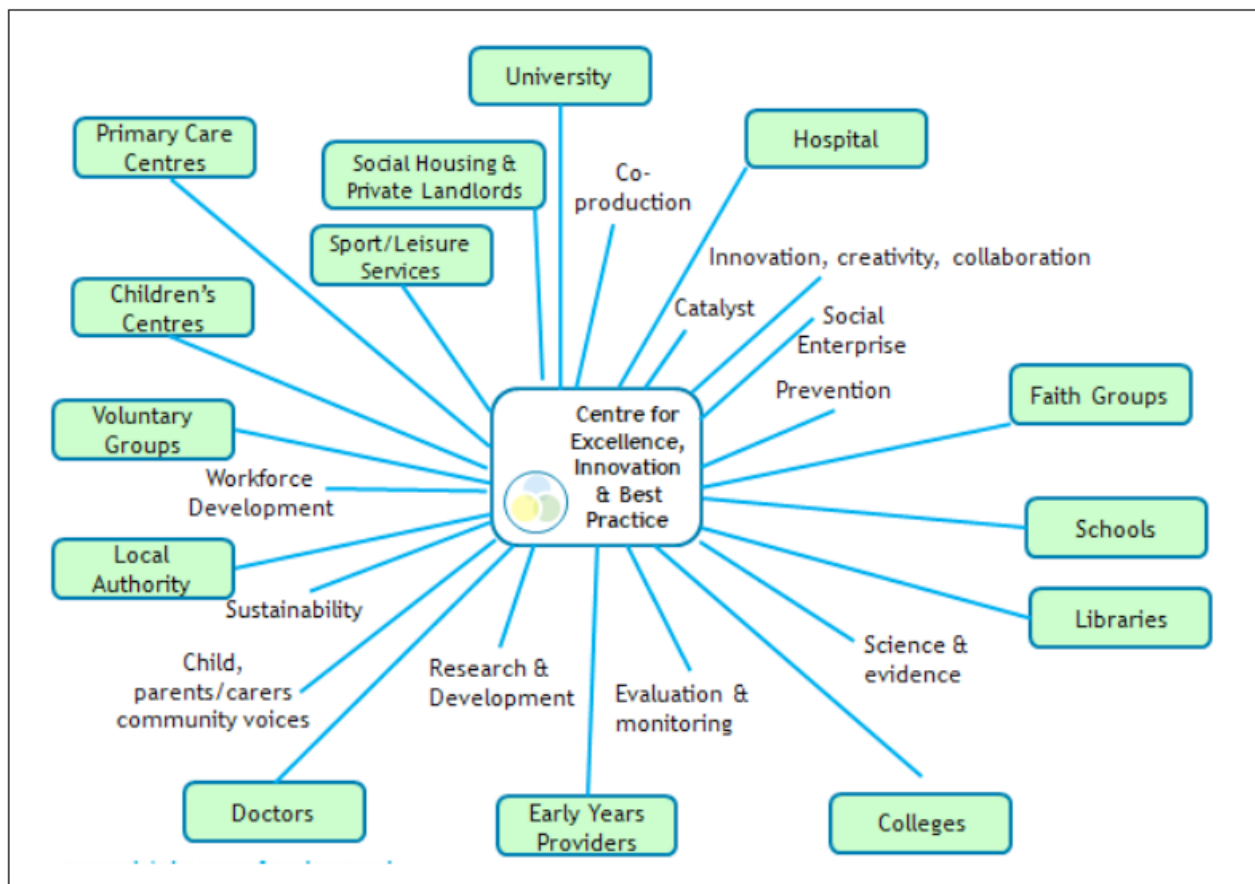 University
Primary Care
Centres
Social Housing &
Private Landlords
Hospital
Co-
production
Sport/Leisure
Services
Innovation, creativity, collaboration
Children's
Centres
Catalyst
Social
Enterprise
Prevention
Faith Groups
Voluntary
Groups
Centre for
Excellence,
Innovation
& Best
Practice
Workforce
Development
Schools
Local
Authority
Sustainability
Libraries
Child,
parents/carers
community voices
Research &
Development
Evaluation &
monitoring
Science &
evidence
Doctors
Early Years
Providers
Colleges